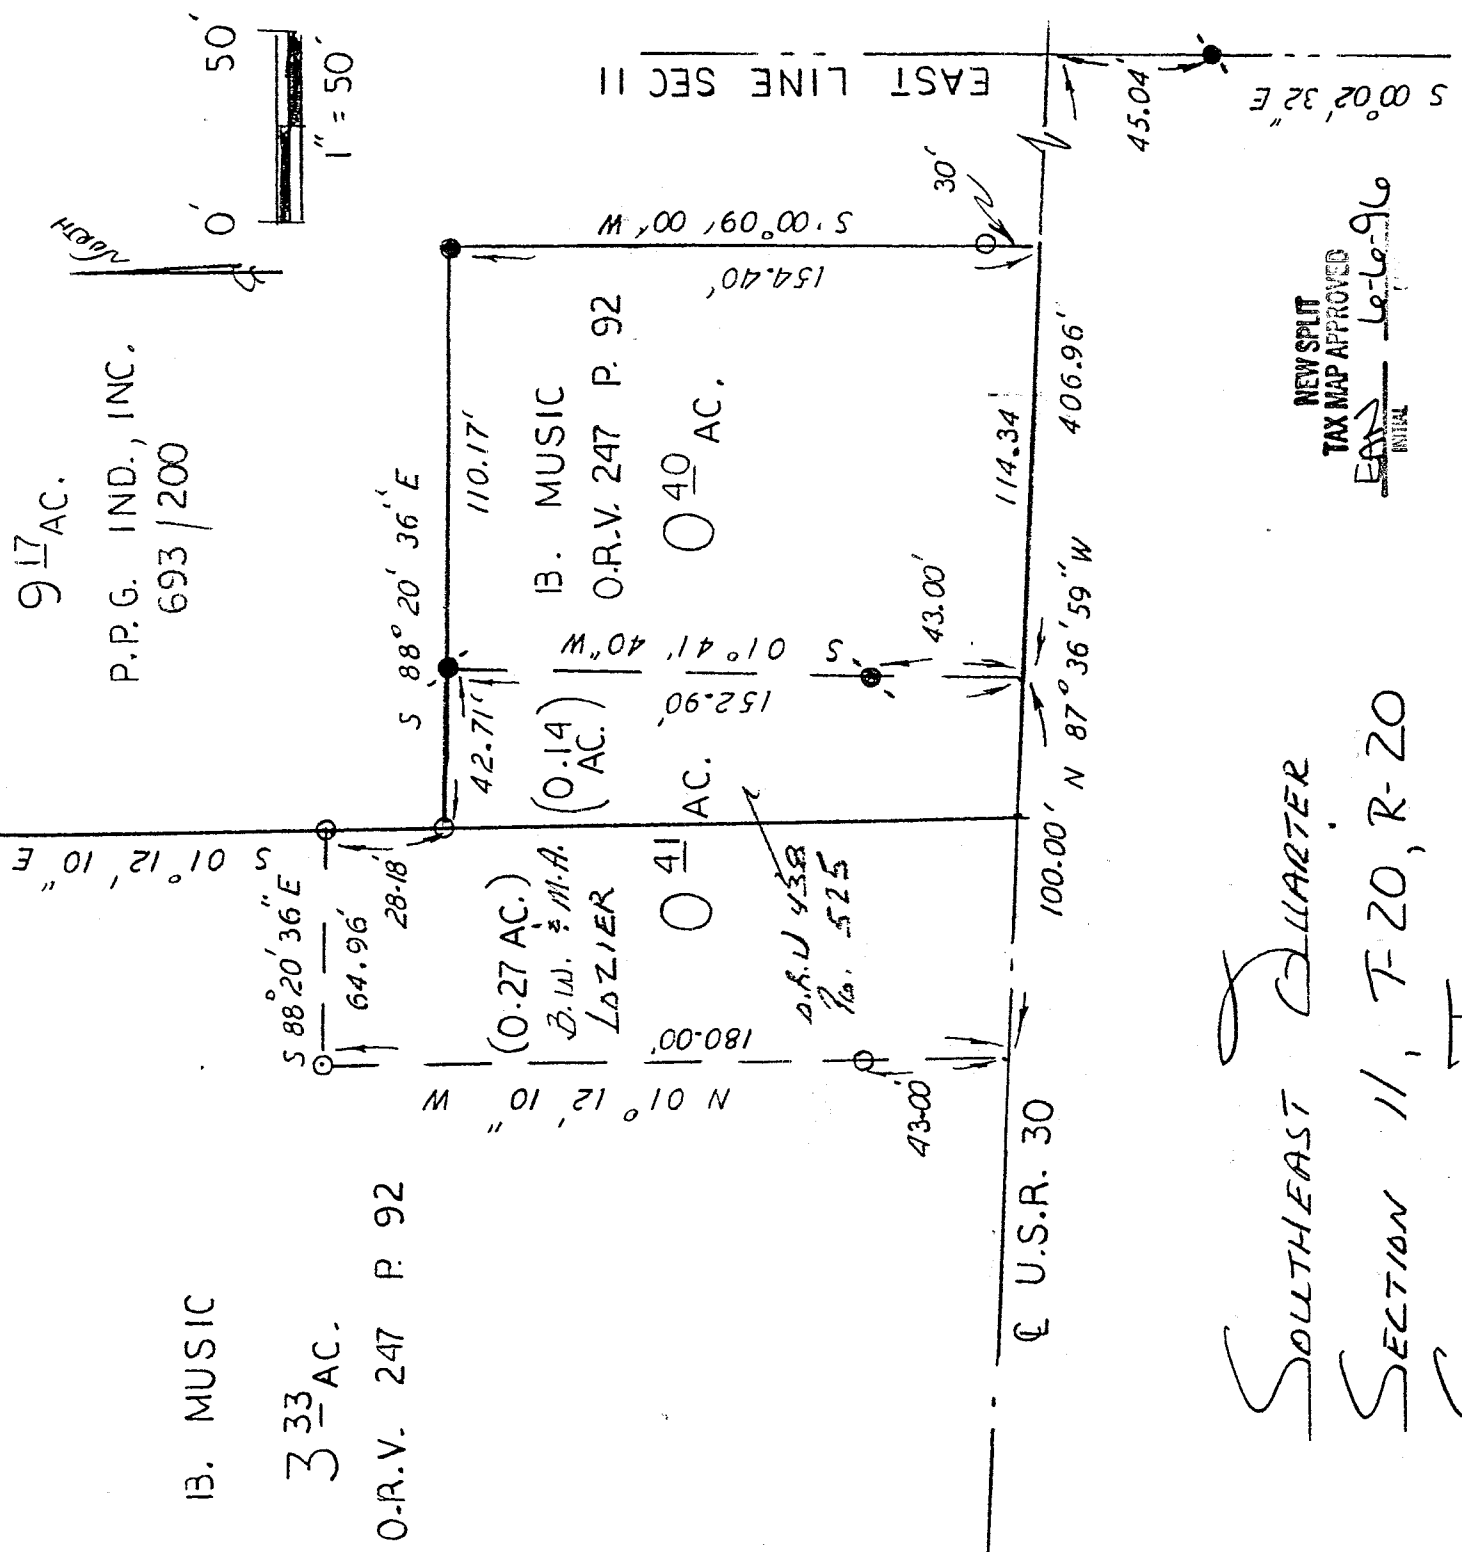 NORTH
0' 50'
1" = 50'
9 17 AC.
P.P.G. IND., INC.
693 / 200
B. MUSIC
3 33 AC.
O.R.V. 247 P. 92
S 01° 12' 10" E
S 88° 20' 36" E
64.96'
28.18'
(0.27 AC.)
B.W. & M.A.
LOZIER
0 41 AC.
O.R.V 438
Pg. 525
N 01° 12' 10" W
180.00'
43.00'
S 88° 20' 36" E
42.71'
110.17'
(0.14)
AC.
S 01° 41' 40" W
152.90'
43.00'
B. MUSIC
O.R.V. 247 P. 92
0 40 AC.
S 00° 09' 00" W
154.40'
30'
EAST LINE SEC 11
45.04'
S 00° 02' 32" E
100.00' N 87° 36' 59" W
114.34'
406.96'
℄ U.S.R. 30
NEW SPLIT
TAX MAP APPROVED
EAN 6-6-96
INITIAL
SOUTHEAST QUARTER
SECTION 11, T-20, R-20